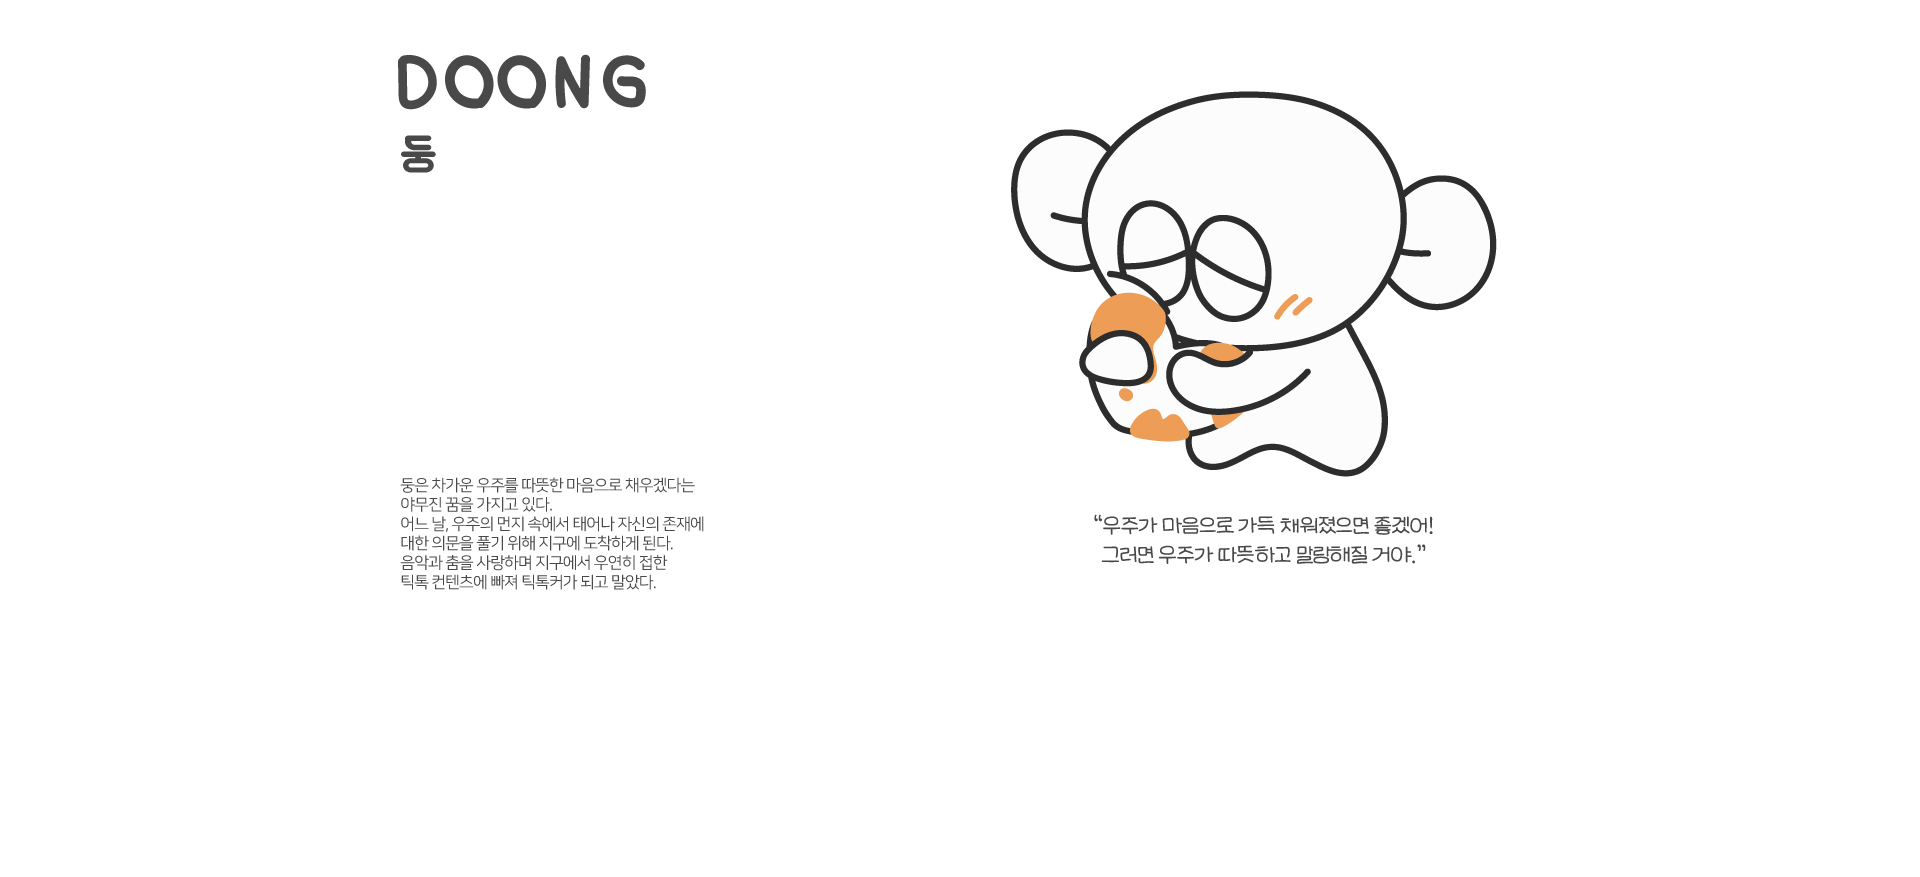 DOONG
둥
둥은 차가운 우주를 따뜻한 마음으로 채우겠다는
야무진 꿈을 가지고 있다.
어느 날, 우주의 먼지 속에서 태어나 자신의 존재에
대한 의문을 풀기 위해 지구에 도착하게 된다.
음악과 춤을 사랑하며 지구에서 우연히 접한
틱톡 컨텐츠에 빠져 틱톡커가 되고 말았다.
“우주가 마음으로 가득 채워졌으면 좋겠어!
그러면 우주가 따뜻하고 말랑해질 거야.”